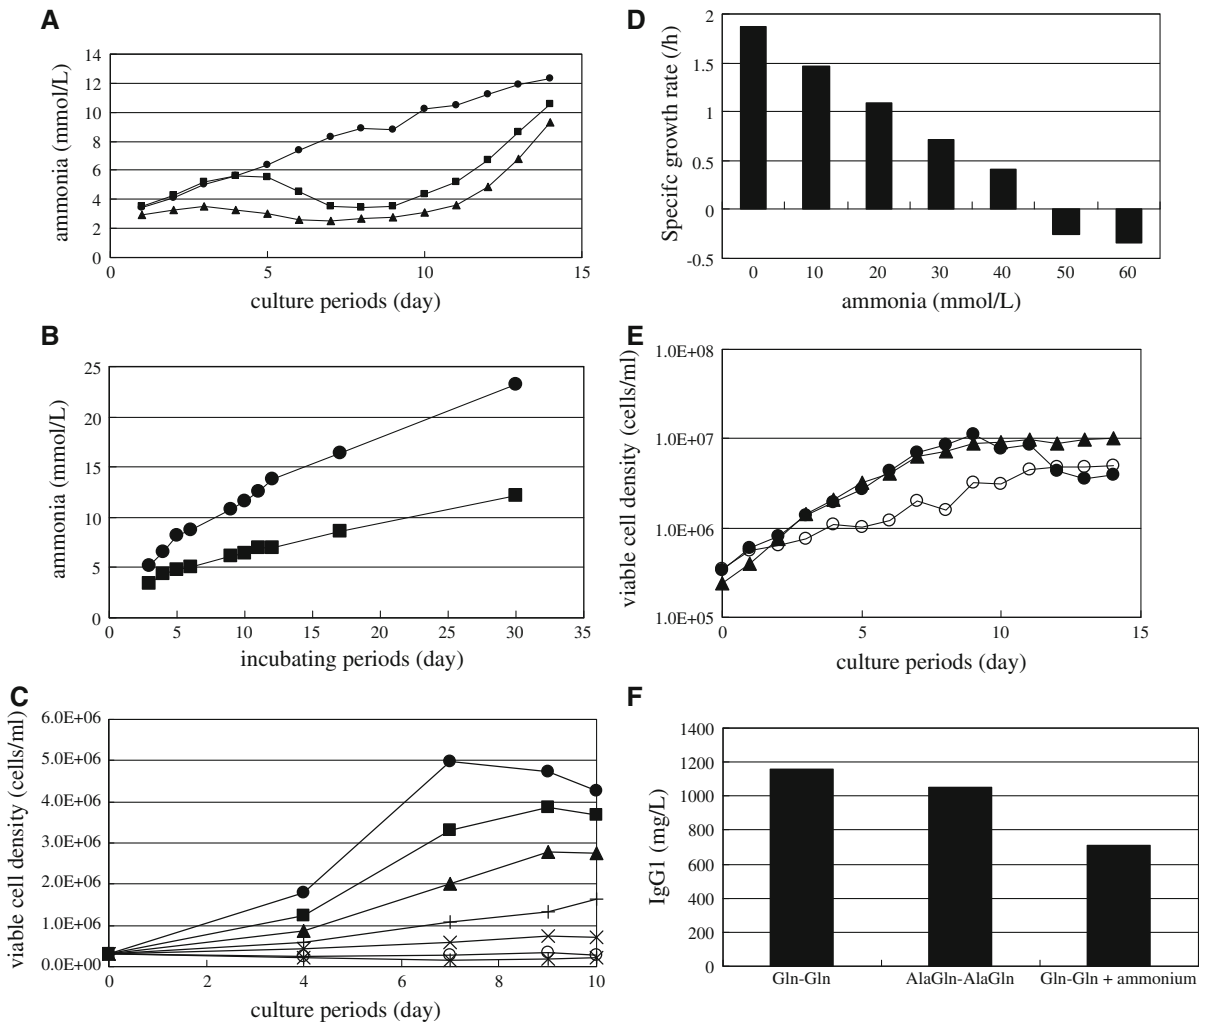 A
ammonia (mmol/L)
14
12
10
8
6
4
2
0
0 5 10 15
culture periods (day)
D
Specifc growth rate (/h)
2
1.5
1
0.5
0
-0.5
0 10 20 30 40 50 60
ammonia (mmol/L)
B
ammonia (mmol/L)
25
20
15
10
5
0
0 5 10 15 20 25 30 35
incubating periods (day)
E
viable cell density (cells/ml)
1.0E+08
1.0E+07
1.0E+06
1.0E+05
0 5 10 15
culture periods (day)
C
viable cell density (cells/ml)
6.0E+06
5.0E+06
4.0E+06
3.0E+06
2.0E+06
1.0E+06
0.0E+00
0 2 4 6 8 10
culture periods (day)
F
IgG1 (mg/L)
1400
1200
1000
800
600
400
200
0
Gln-Gln AlaGln-AlaGln Gln-Gln + ammonium